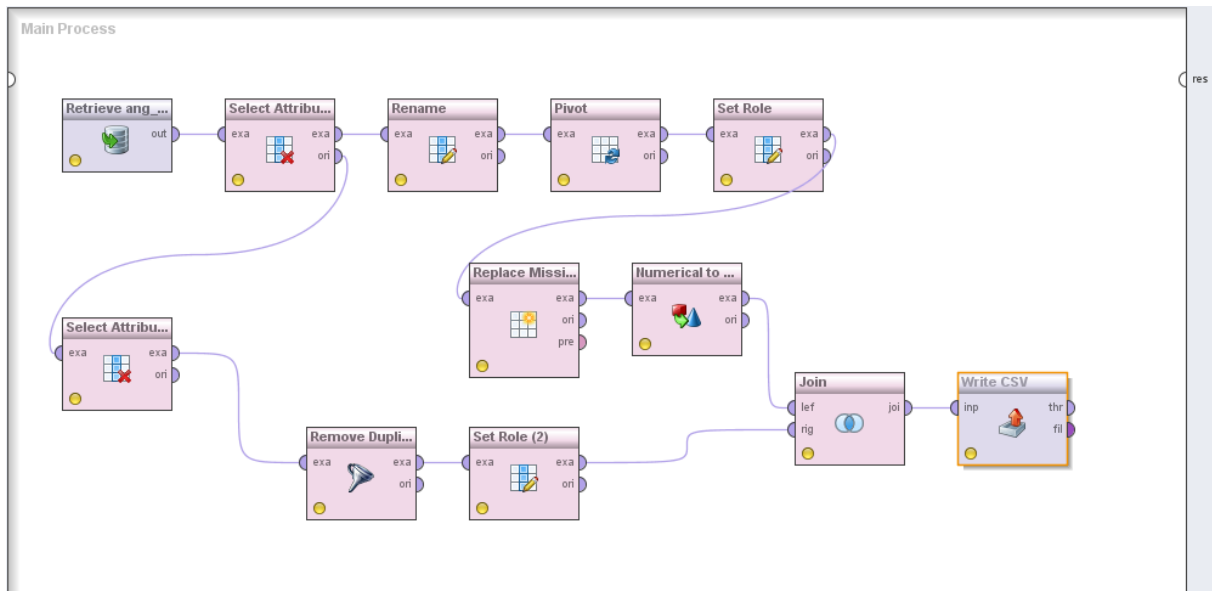 Main Process
res
Retrieve ang_...
out
Select Attribu...
exa exa
ori
Rename
exa exa
ori
Pivot
exa exa
ori
Set Role
exa exa
ori
Replace Missi...
exa exa
ori
pre
Numerical to ...
exa exa
ori
Select Attribu...
exa exa
ori
Remove Dupli...
exa exa
ori
Set Role (2)
exa exa
ori
Join
lef joi
rig
Write CSV
inp thr
fil